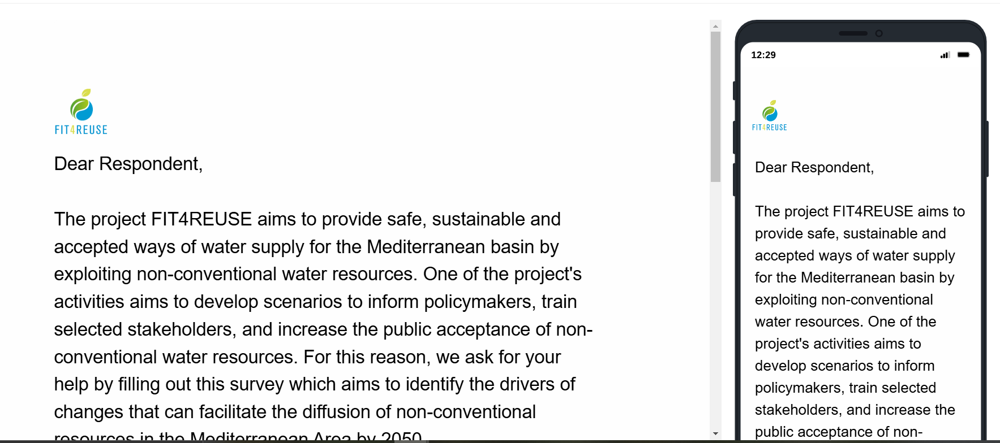 FIT4REUSE
Dear Respondent,
The project FIT4REUSE aims to provide safe, sustainable and
accepted ways of water supply for the Mediterranean basin by
exploiting non-conventional water resources. One of the project's
activities aims to develop scenarios to inform policymakers, train
selected stakeholders, and increase the public acceptance of non-
conventional water resources. For this reason, we ask for your
help by filling out this survey which aims to identify the drivers of
changes that can facilitate the diffusion of non-conventional
resources in the Mediterranean Area by 2050
12:29
FIT4REUSE
Dear Respondent,
The project FIT4REUSE aims to
provide safe, sustainable and
accepted ways of water supply
for the Mediterranean basin by
exploiting non-conventional
water resources. One of the
project's activities aims to
develop scenarios to inform
policymakers, train selected
stakeholders, and increase the
public acceptance of non-